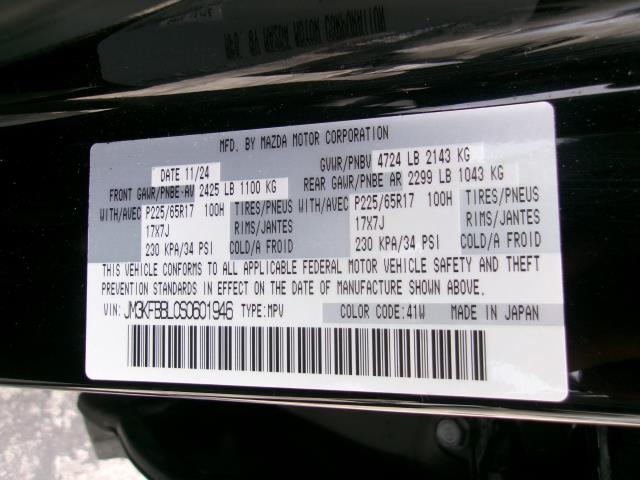 MFD. BY MAZDA MOTOR CORPORATION
DATE 11/24 GVWR/PNBV 4724 LB 2143 KG
FRONT GAWR/PNBE AV 2425 LB 1100 KG REAR GAWR/PNBE AR 2299 LB 1043 KG
WITH/AVEC P225/65R17 100H TIRES/PNEUS WITH/AVEC P225/65R17 100H TIRES/PNEUS
17X7J RIMS/JANTES 17X7J RIMS/JANTES
230 KPA/34 PSI COLD/A FROID 230 KPA/34 PSI COLD/A FROID
THIS VEHICLE CONFORMS TO ALL APPLICABLE FEDERAL MOTOR VEHICLE SAFETY AND THEFT
PREVENTION STANDARDS IN EFFECT ON THE DATE OF MANUFACTURE SHOWN ABOVE.
VIN: JM3KFBBL0S0601946 TYPE: MPV COLOR CODE: 41W MADE IN JAPAN